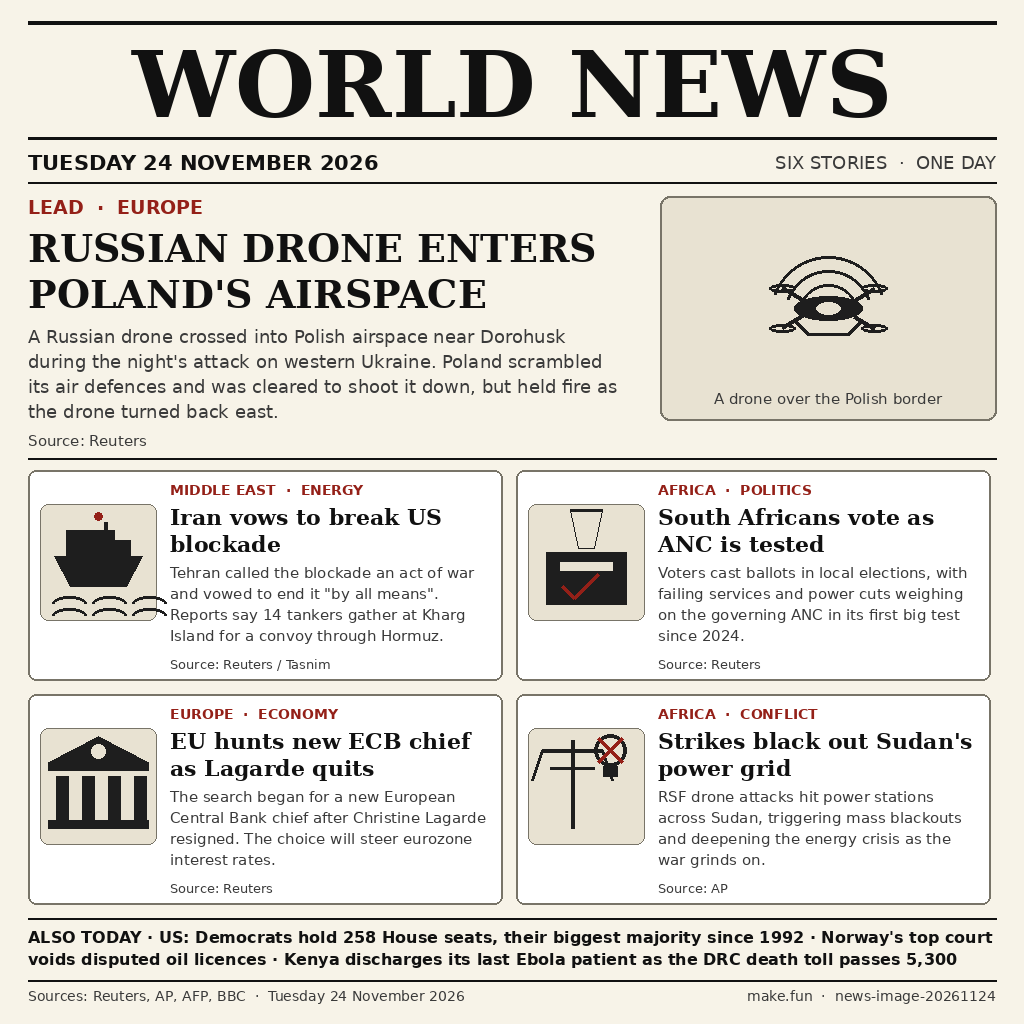 WORLD NEWS
TUESDAY 24 NOVEMBER 2026
SIX STORIES · ONE DAY
LEAD · EUROPE
RUSSIAN DRONE ENTERS
POLAND'S AIRSPACE
A Russian drone crossed into Polish airspace near Dorohusk
during the night's attack on western Ukraine. Poland scrambled
its air defences and was cleared to shoot it down, but held fire as
the drone turned back east.
Source: Reuters
A drone over the Polish border
MIDDLE EAST · ENERGY
Iran vows to break US
blockade
Tehran called the blockade an act of war
and vowed to end it "by all means".
Reports say 14 tankers gather at Kharg
Island for a convoy through Hormuz.
Source: Reuters / Tasnim
AFRICA · POLITICS
South Africans vote as
ANC is tested
Voters cast ballots in local elections, with
failing services and power cuts weighing
on the governing ANC in its first big test
since 2024.
Source: Reuters
EUROPE · ECONOMY
EU hunts new ECB chief
as Lagarde quits
The search began for a new European
Central Bank chief after Christine Lagarde
resigned. The choice will steer eurozone
interest rates.
Source: Reuters
AFRICA · CONFLICT
Strikes black out Sudan's
power grid
RSF drone attacks hit power stations
across Sudan, triggering mass blackouts
and deepening the energy crisis as the
war grinds on.
Source: AP
ALSO TODAY · US: Democrats hold 258 House seats, their biggest majority since 1992 · Norway's top court
voids disputed oil licences · Kenya discharges its last Ebola patient as the DRC death toll passes 5,300
Sources: Reuters, AP, AFP, BBC · Tuesday 24 November 2026
make.fun · news-image-20261124